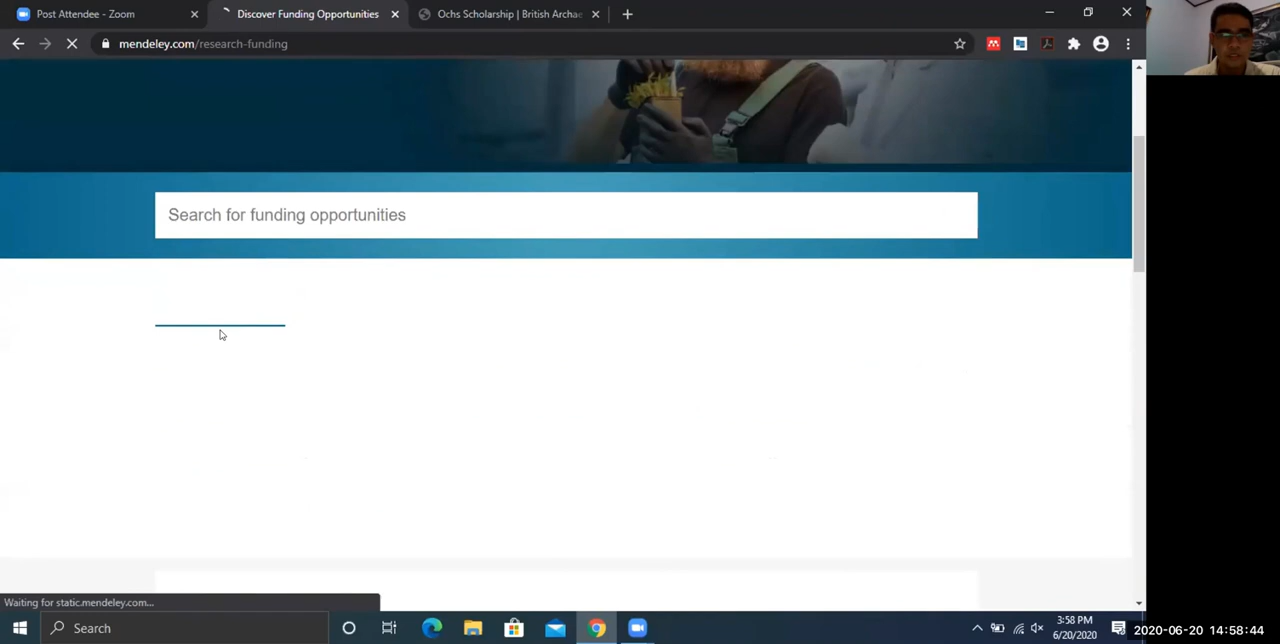 Post Attendee - Zoom
Discover Funding Opportunities
Ochs Scholarship | British Archae
mendeley.com/research-funding
Search for funding opportunities
Waiting for static.mendeley.com...
Search
3:58 PM
6/20/2020
2020-06-20 14:58:44